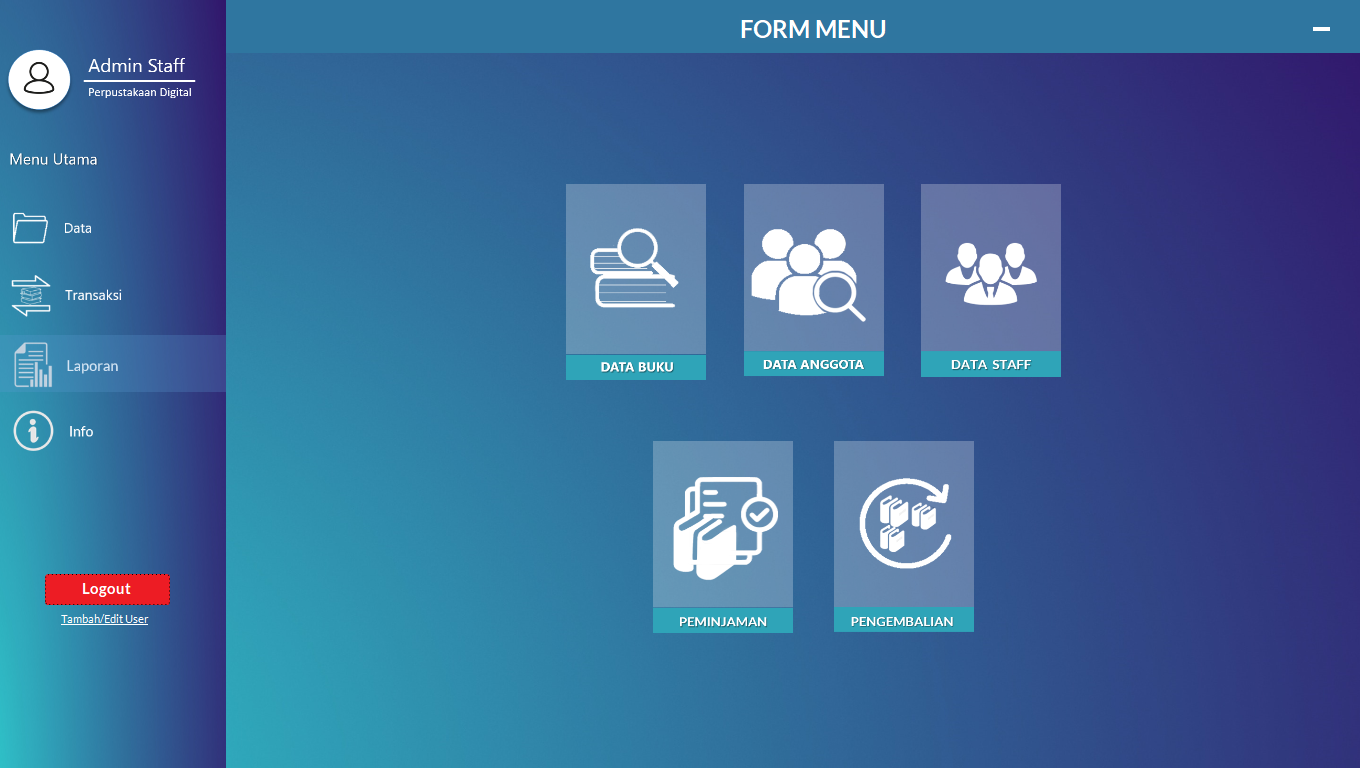 FORM MENU
Admin Staff
Perpustakaan Digital
Menu Utama
Data
Transaksi
Laporan
Info
Logout
Tambah/Edit User
DATA BUKU
DATA ANGGOTA
DATA STAFF
PEMINJAMAN
PENGEMBALIAN